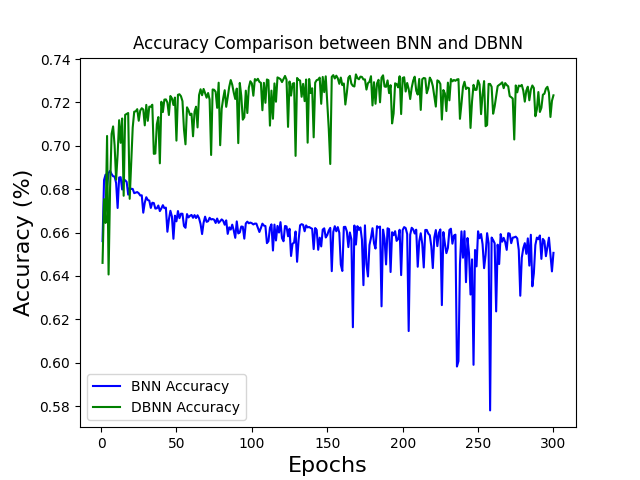 Accuracy Comparison between BNN and DBNN
Accuracy (%)
0.74
0.72
0.70
0.68
0.66
0.64
0.62
0.60
0.58
BNN Accuracy
DBNN Accuracy
0 50 100 150 200 250 300
Epochs